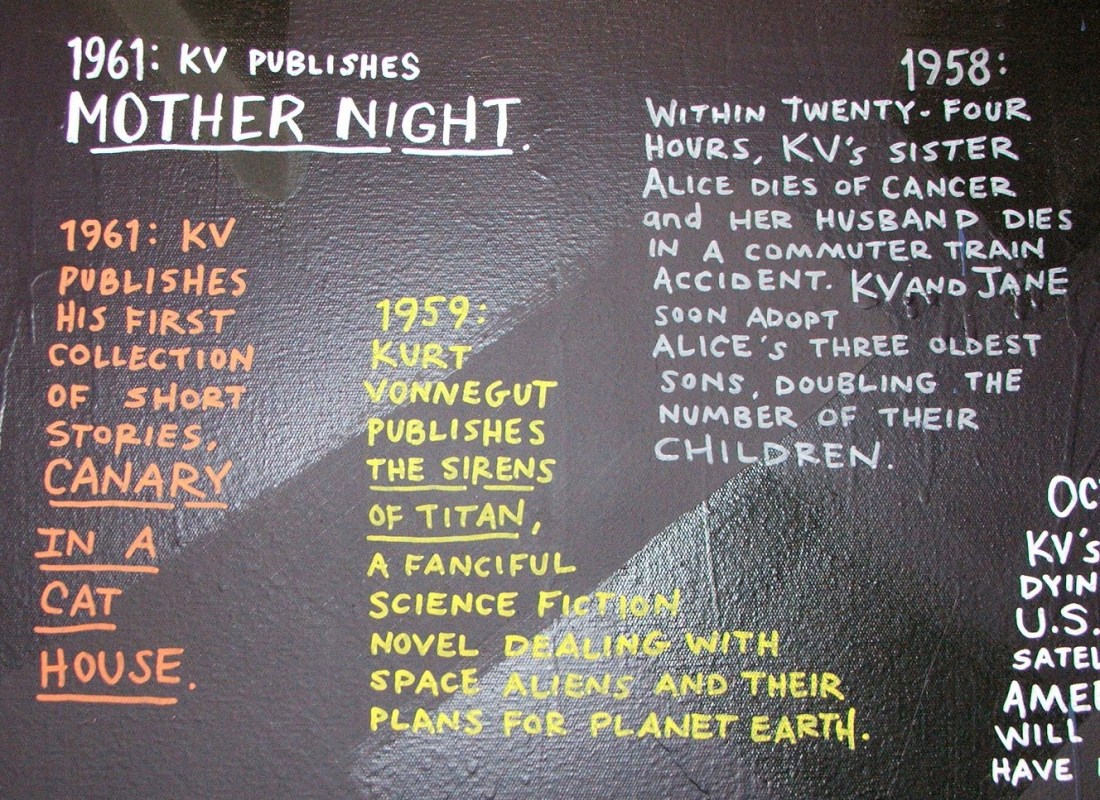 1961: KV PUBLISHES
MOTHER NIGHT.
1961: KV
PUBLISHES
HIS FIRST
COLLECTION
OF SHORT
STORIES,
CANARY
IN A
CAT
HOUSE.
1959:
KURT
VONNEGUT
PUBLISHES
THE SIRENS
OF TITAN,
A FANCIFUL
SCIENCE FICTION
NOVEL DEALING WITH
SPACE ALIENS AND THEIR
PLANS FOR PLANET EARTH.
1958:
WITHIN TWENTY-FOUR
HOURS, KV'S SISTER
ALICE DIES OF CANCER
and HER HUSBAND DIES
IN A COMMUTER TRAIN
ACCIDENT. KV AND JANE
SOON ADOPT
ALICE'S THREE OLDEST
SONS, DOUBLING THE
NUMBER OF THEIR
CHILDREN.
KV'S
U.S.
WILL
HAVE